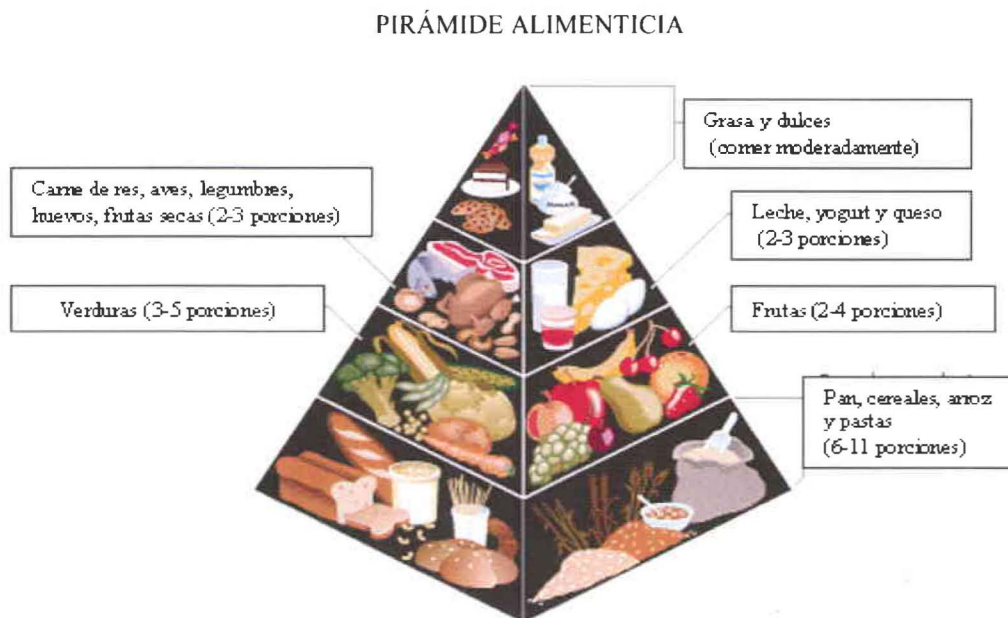 PIRÁMIDE ALIMENTICIA
Grasa y dulces
(comer moderadamente)
Carne de res, aves, legumbres,
huevos, frutas secas (2-3 porciones)
Leche, yogurt y queso
(2-3 porciones)
Verduras (3-5 porciones)
Frutas (2-4 porciones)
Pan, cereales, arroz
y pastas
(6-11 porciones)